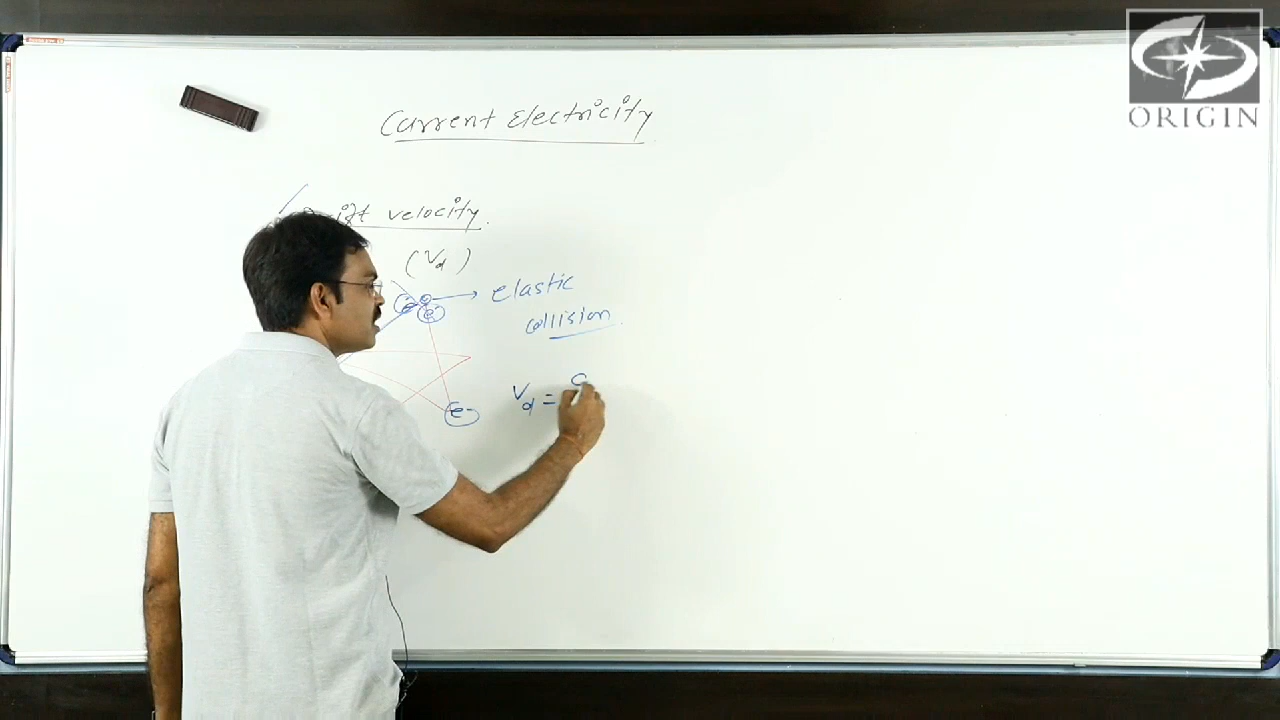 ORIGIN
Current Electricity
velocity.
(Vd)
e-
e-
elastic
collision.
Vd =
e-